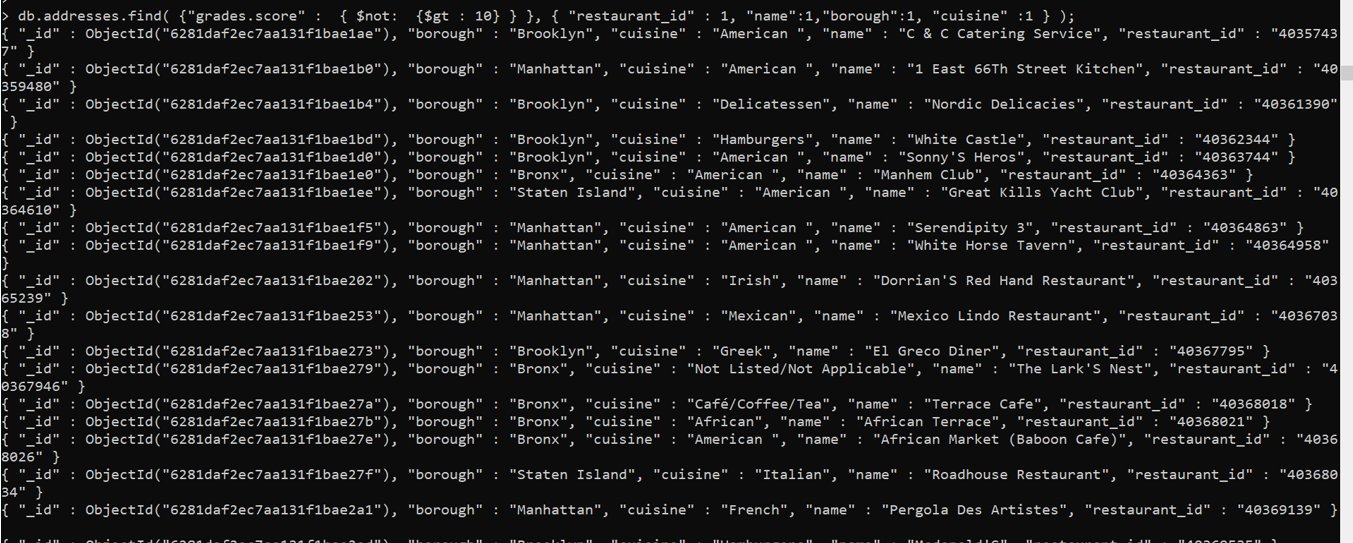 > db.addresses.find( {"grades.score" :  { $not:  {$gt : 10} } }, { "restaurant_id" : 1, "name":1,"borough":1, "cuisine" :1 } );
{ "_id" : ObjectId("6281daf2ec7aa131f1bae1ae"), "borough" : "Brooklyn", "cuisine" : "American ", "name" : "C & C Catering Service", "restaurant_id" : "4035743
7" }
{ "_id" : ObjectId("6281daf2ec7aa131f1bae1b0"), "borough" : "Manhattan", "cuisine" : "American ", "name" : "1 East 66Th Street Kitchen", "restaurant_id" : "40
359480" }
{ "_id" : ObjectId("6281daf2ec7aa131f1bae1b4"), "borough" : "Brooklyn", "cuisine" : "Delicatessen", "name" : "Nordic Delicacies", "restaurant_id" : "40361390"
 }
{ "_id" : ObjectId("6281daf2ec7aa131f1bae1bd"), "borough" : "Brooklyn", "cuisine" : "Hamburgers", "name" : "White Castle", "restaurant_id" : "40362344" }
{ "_id" : ObjectId("6281daf2ec7aa131f1bae1d0"), "borough" : "Brooklyn", "cuisine" : "American ", "name" : "Sonny'S Heros", "restaurant_id" : "40363744" }
{ "_id" : ObjectId("6281daf2ec7aa131f1bae1e0"), "borough" : "Bronx", "cuisine" : "American ", "name" : "Manhem Club", "restaurant_id" : "40364363" }
{ "_id" : ObjectId("6281daf2ec7aa131f1bae1ee"), "borough" : "Staten Island", "cuisine" : "American ", "name" : "Great Kills Yacht Club", "restaurant_id" : "40
364610" }
{ "_id" : ObjectId("6281daf2ec7aa131f1bae1f5"), "borough" : "Manhattan", "cuisine" : "American ", "name" : "Serendipity 3", "restaurant_id" : "40364863" }
{ "_id" : ObjectId("6281daf2ec7aa131f1bae1f9"), "borough" : "Manhattan", "cuisine" : "American ", "name" : "White Horse Tavern", "restaurant_id" : "40364958" 
}
{ "_id" : ObjectId("6281daf2ec7aa131f1bae202"), "borough" : "Manhattan", "cuisine" : "Irish", "name" : "Dorrian'S Red Hand Restaurant", "restaurant_id" : "403
65239" }
{ "_id" : ObjectId("6281daf2ec7aa131f1bae253"), "borough" : "Manhattan", "cuisine" : "Mexican", "name" : "Mexico Lindo Restaurant", "restaurant_id" : "4036703
8" }
{ "_id" : ObjectId("6281daf2ec7aa131f1bae273"), "borough" : "Brooklyn", "cuisine" : "Greek", "name" : "El Greco Diner", "restaurant_id" : "40367795" }
{ "_id" : ObjectId("6281daf2ec7aa131f1bae279"), "borough" : "Bronx", "cuisine" : "Not Listed/Not Applicable", "name" : "The Lark'S Nest", "restaurant_id" : "4
0367946" }
{ "_id" : ObjectId("6281daf2ec7aa131f1bae27a"), "borough" : "Bronx", "cuisine" : "Café/Coffee/Tea", "name" : "Terrace Cafe", "restaurant_id" : "40368018" }
{ "_id" : ObjectId("6281daf2ec7aa131f1bae27b"), "borough" : "Bronx", "cuisine" : "African", "name" : "African Terrace", "restaurant_id" : "40368021" }
{ "_id" : ObjectId("6281daf2ec7aa131f1bae27e"), "borough" : "Bronx", "cuisine" : "American ", "name" : "African Market (Baboon Cafe)", "restaurant_id" : "4036
8026" }
{ "_id" : ObjectId("6281daf2ec7aa131f1bae27f"), "borough" : "Staten Island", "cuisine" : "Italian", "name" : "Roadhouse Restaurant", "restaurant_id" : "403680
34" }
{ "_id" : ObjectId("6281daf2ec7aa131f1bae2a1"), "borough" : "Manhattan", "cuisine" : "French", "name" : "Pergola Des Artistes", "restaurant_id" : "40369139" }